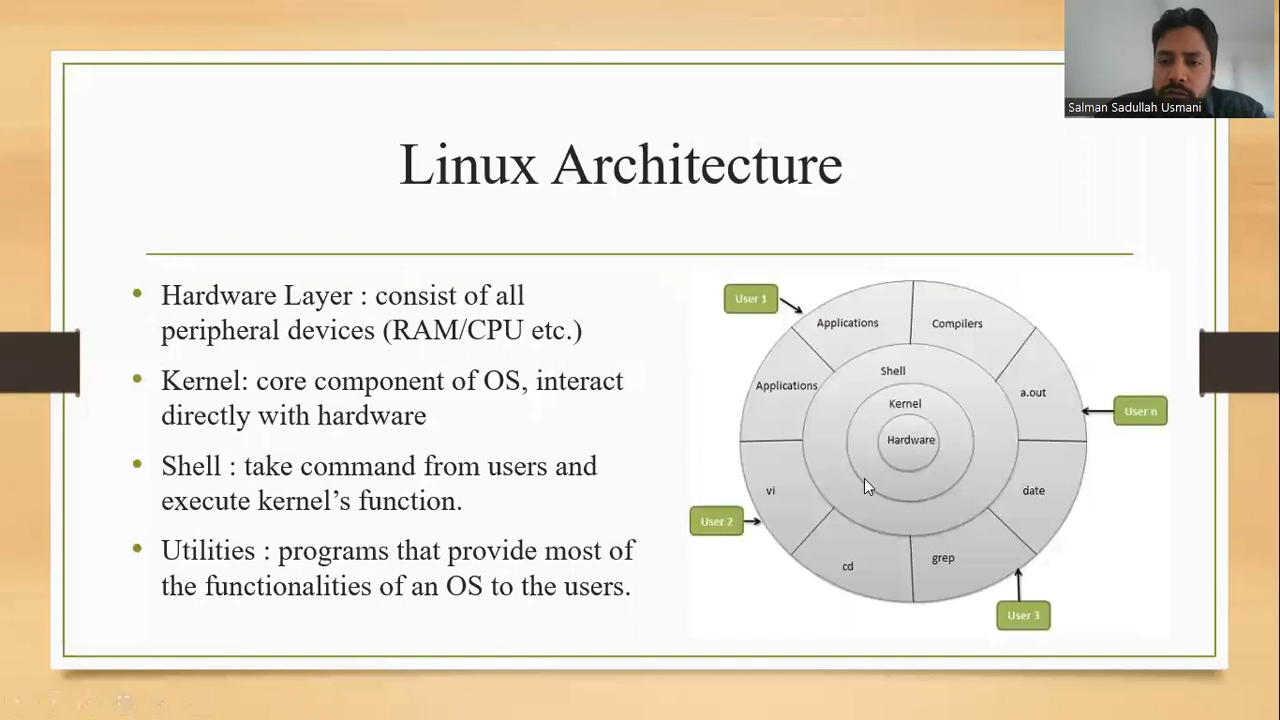 Salman Sadullah Usmani
Linux Architecture
• Hardware Layer : consist of all
peripheral devices (RAM/CPU etc.)
• Kernel: core component of OS, interact
directly with hardware
• Shell : take command from users and
execute kernel’s function.
• Utilities : programs that provide most of
the functionalities of an OS to the users.
User 1
Applications
Compilers
Shell
Applications
a.out
Kernel
User n
Hardware
vi
date
User 2
cd
grep
User 3